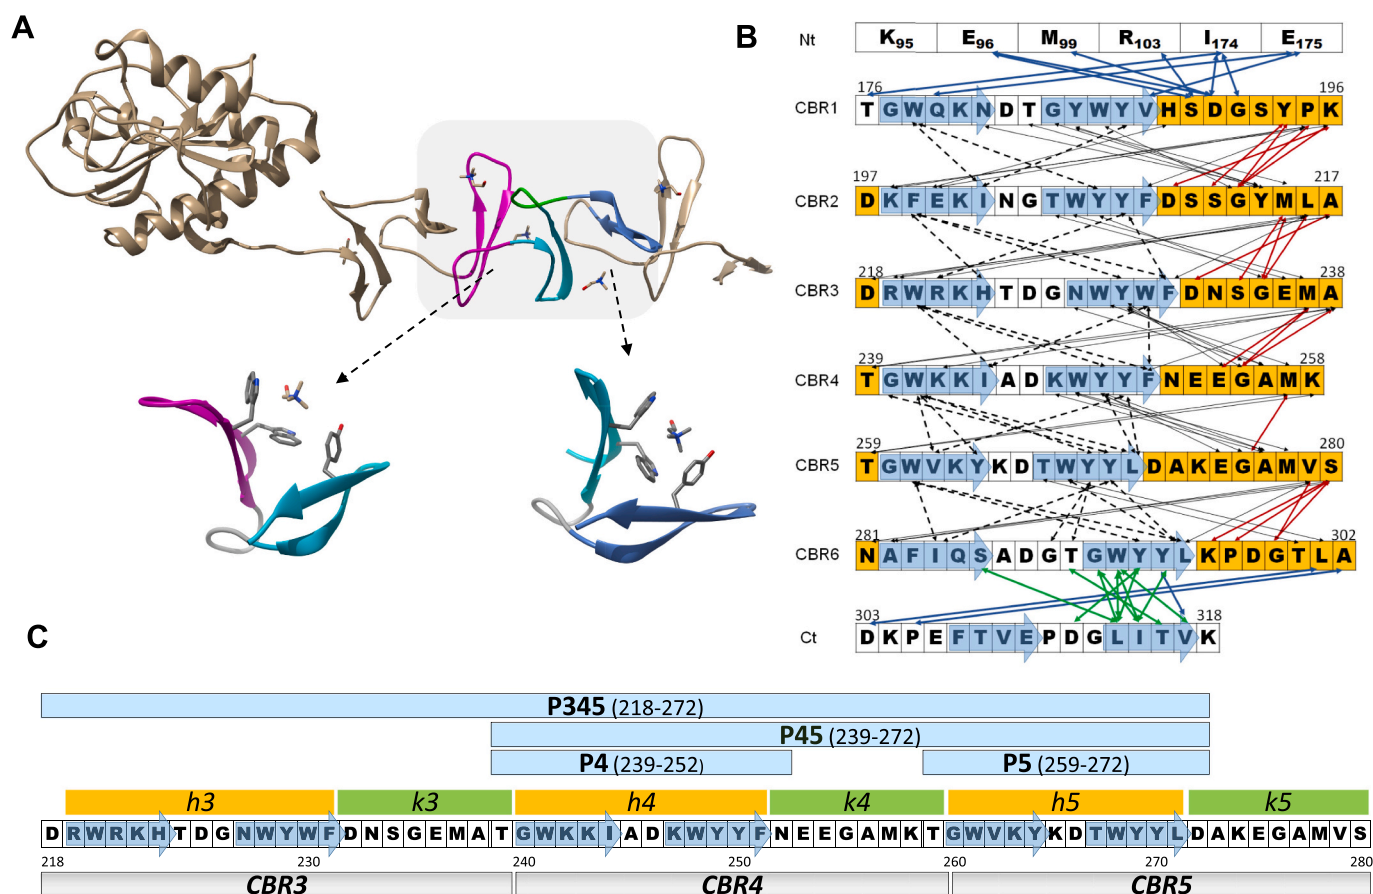 A
B
Nt
K95 E96 M99 R103 I174 E175
176 196
CBR1 T G W Q K N D T G Y W Y V H S D G S Y P K
197 217
CBR2 D K F E K I N G T W Y Y F D S S G Y M L A
218 238
CBR3 D R W R K H T D G N W Y W F D N S G E M A
239 258
CBR4 T G W K K I A D K W Y Y F N E E G A M K
259 280
CBR5 T G W V K Y K D T W Y Y L D A K E G A M V S
281 302
CBR6 N A F I Q S A D G T G W Y Y L K P D G T L A
303 318
Ct D K P E F T V E P D G L I T V K
C
P345 (218-272)
P45 (239-272)
P4 (239-252) P5 (259-272)
h3 k3 h4 k4 h5 k5
D R W R K H T D G N W Y W F D N S G E M A T G W K K I A D K W Y Y F N E E G A M K T G W V K Y K D T W Y Y L D A K E G A M V S
218 230 240 250 260 270 280
CBR3 CBR4 CBR5